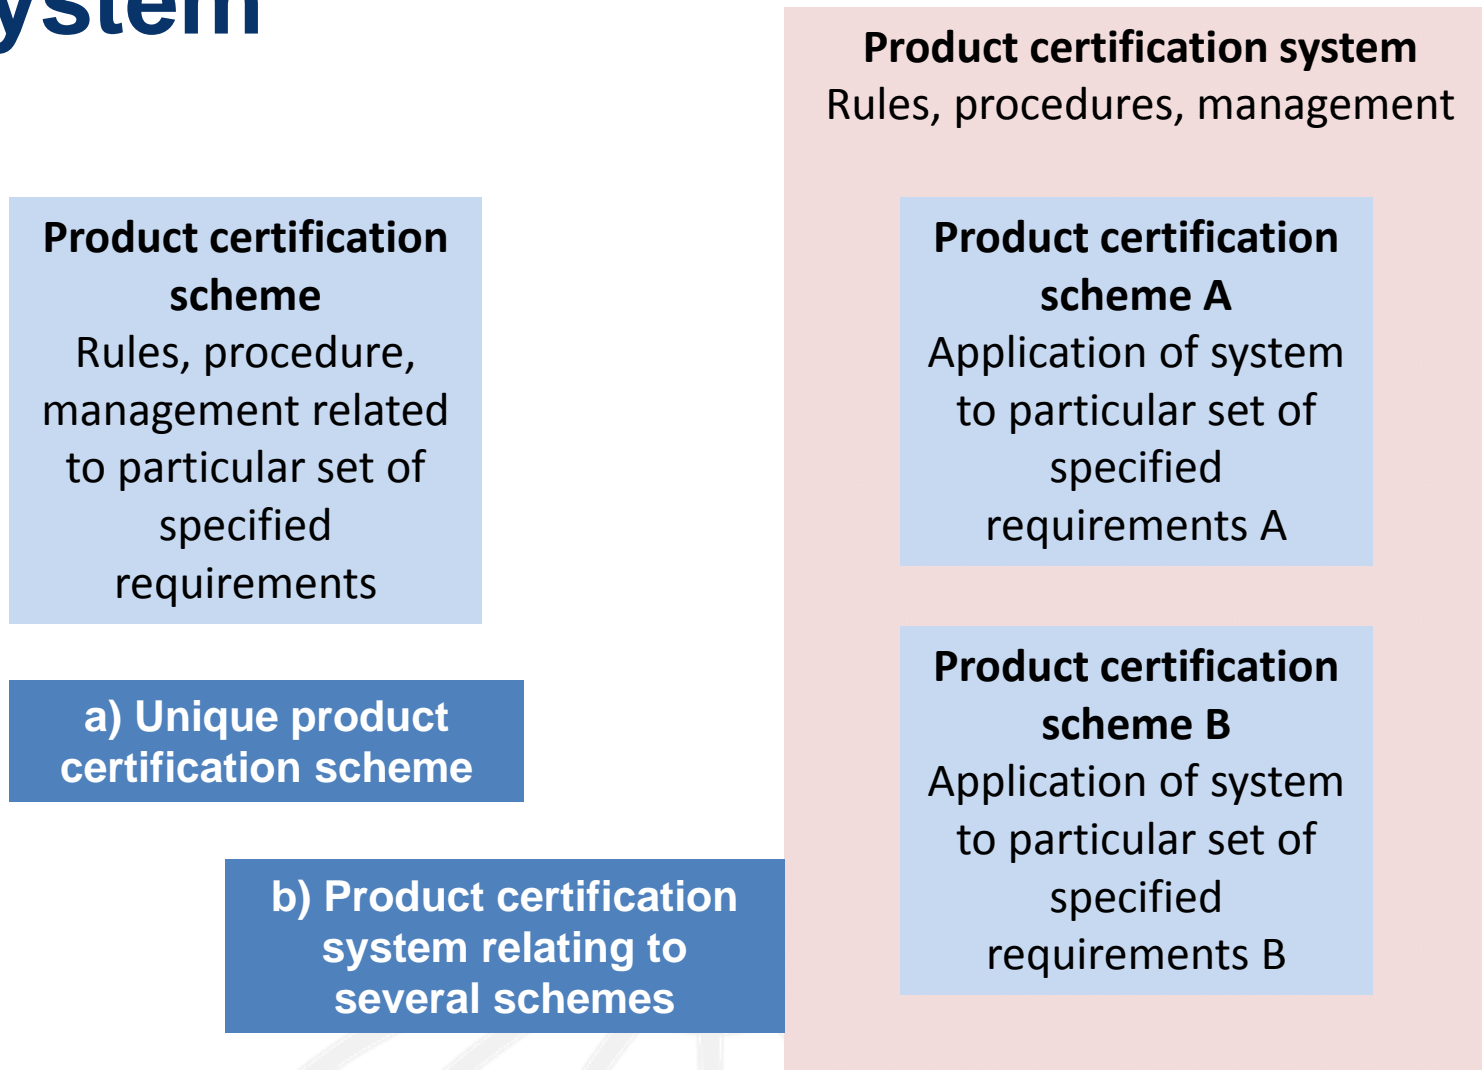 ystem
Product certification
scheme
Rules, procedure,
management related
to particular set of
specified
requirements
a) Unique product
certification scheme
b) Product certification
system relating to
several schemes
Product certification system
Rules, procedures, management
Product certification
scheme A
Application of system
to particular set of
specified
requirements A
Product certification
scheme B
Application of system
to particular set of
specified
requirements B